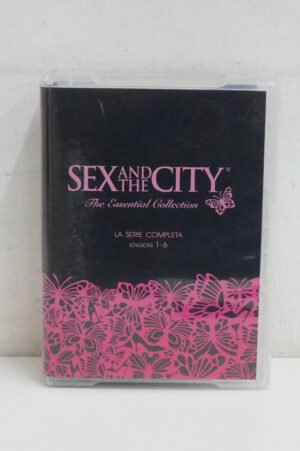 SEX AND THE CITY®
The Essential Collection
LA SERIE COMPLETA
STAGIONI 1-6